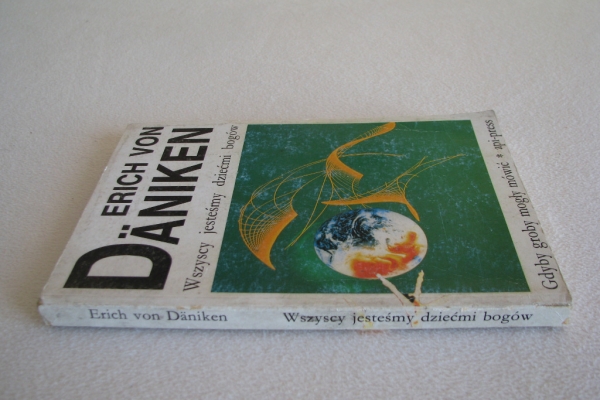 ERICH VON
DÄNIKEN
Wszyscy jesteśmy dziećmi bogów
Gdyby groby mogły mówić * api-press
Erich von Däniken
Wszyscy jesteśmy dziećmi bogów